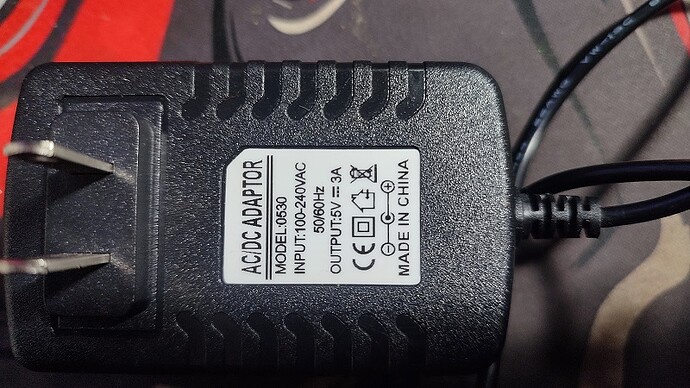 AC/DC ADAPTOR
MODEL:0530
INPUT:100-240VAC
50/60Hz
OUTPUT:5V⎓3A
CE
MADE IN CHINA